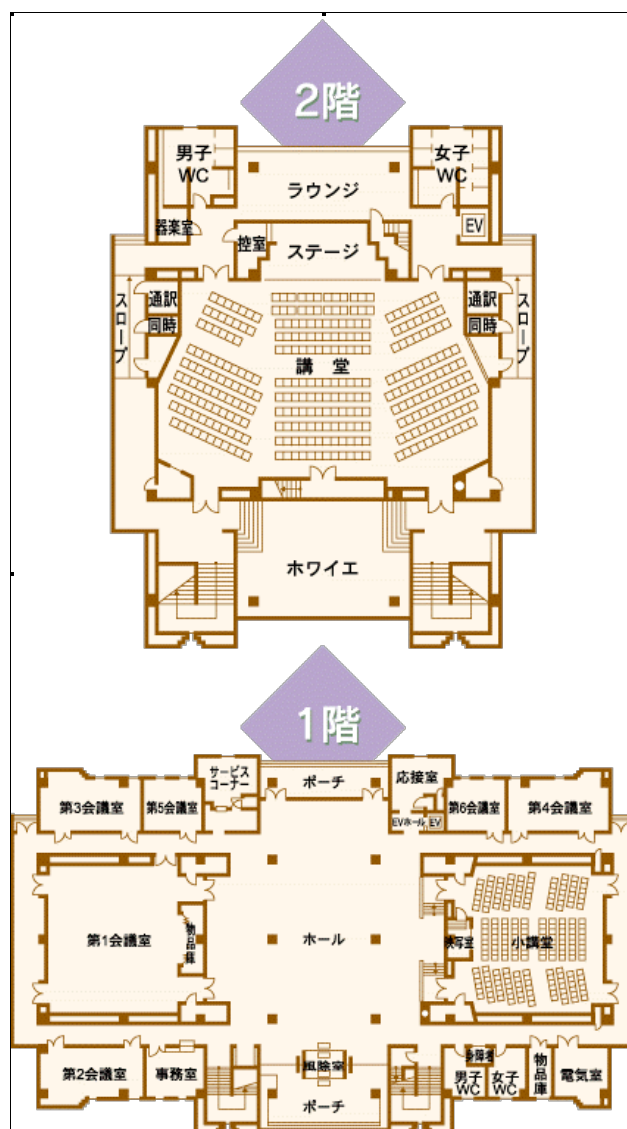 2階
男子
WC
女子
WC
ラウンジ
器楽室
控室
ステージ
EV
スロープ
通訳
同時
講 堂
通訳
同時
スロープ
ホワイエ
1階
サービス
コーナー
ポーチ
応接室
第3会議室
第5会議室
EVホール
EV
第6会議室
第4会議室
第1会議室
物品庫
ホール
映写室
小講堂
第2会議室
事務室
風除室
ポーチ
身障者
男子
WC
女子
WC
物品庫
電気室